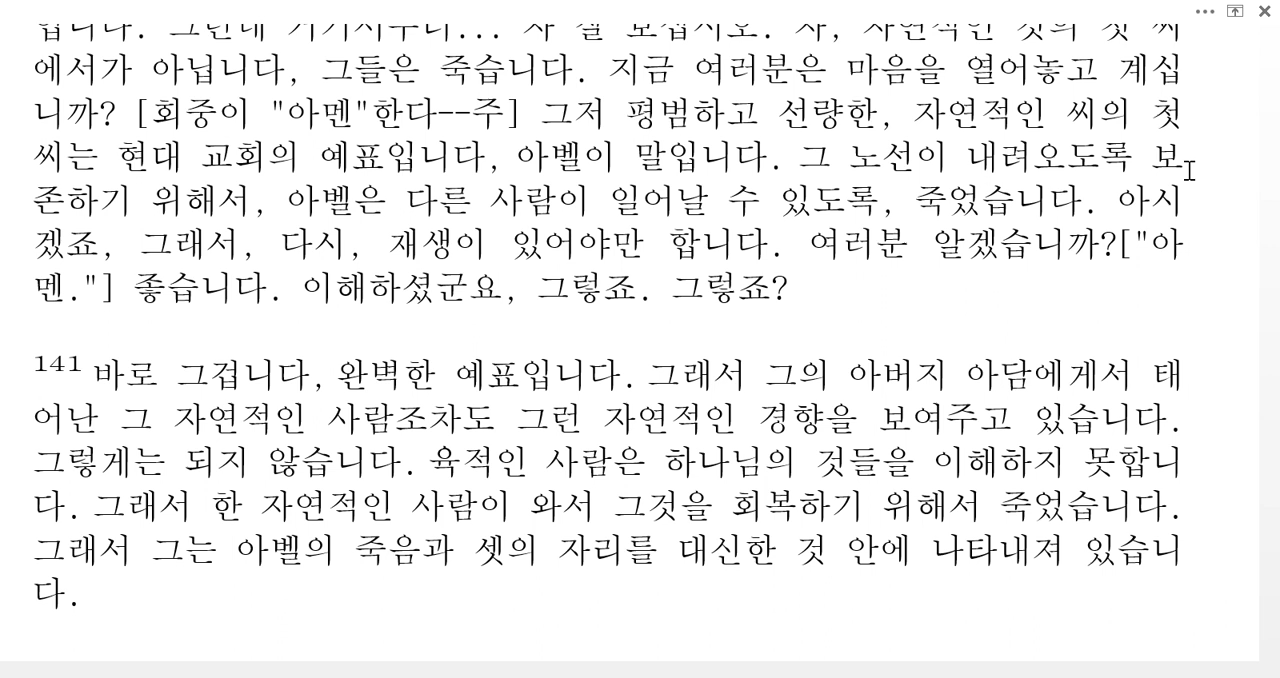 에서가 아닙니다, 그들은 죽습니다. 지금 여러분은 마음을 열어놓고 계십
니까? [회중이 "아멘"한다--주] 그저 평범하고 선량한, 자연적인 씨의 첫
씨는 현대 교회의 예표입니다, 아벨이 말입니다. 그 노선이 내려오도록 보
존하기 위해서, 아벨은 다른 사람이 일어날 수 있도록, 죽었습니다. 아시
겠죠, 그래서, 다시, 재생이 있어야만 합니다. 여러분 알겠습니까?["아
멘."] 좋습니다. 이해하셨군요, 그렇죠. 그렇죠?
141 바로 그겁니다, 완벽한 예표입니다. 그래서 그의 아버지 아담에게서 태
어난 그 자연적인 사람조차도 그런 자연적인 경향을 보여주고 있습니다.
그렇게는 되지 않습니다. 육적인 사람은 하나님의 것들을 이해하지 못합니
다. 그래서 한 자연적인 사람이 와서 그것을 회복하기 위해서 죽었습니다.
그래서 그는 아벨의 죽음과 셋의 자리를 대신한 것 안에 나타내져 있습니
다.